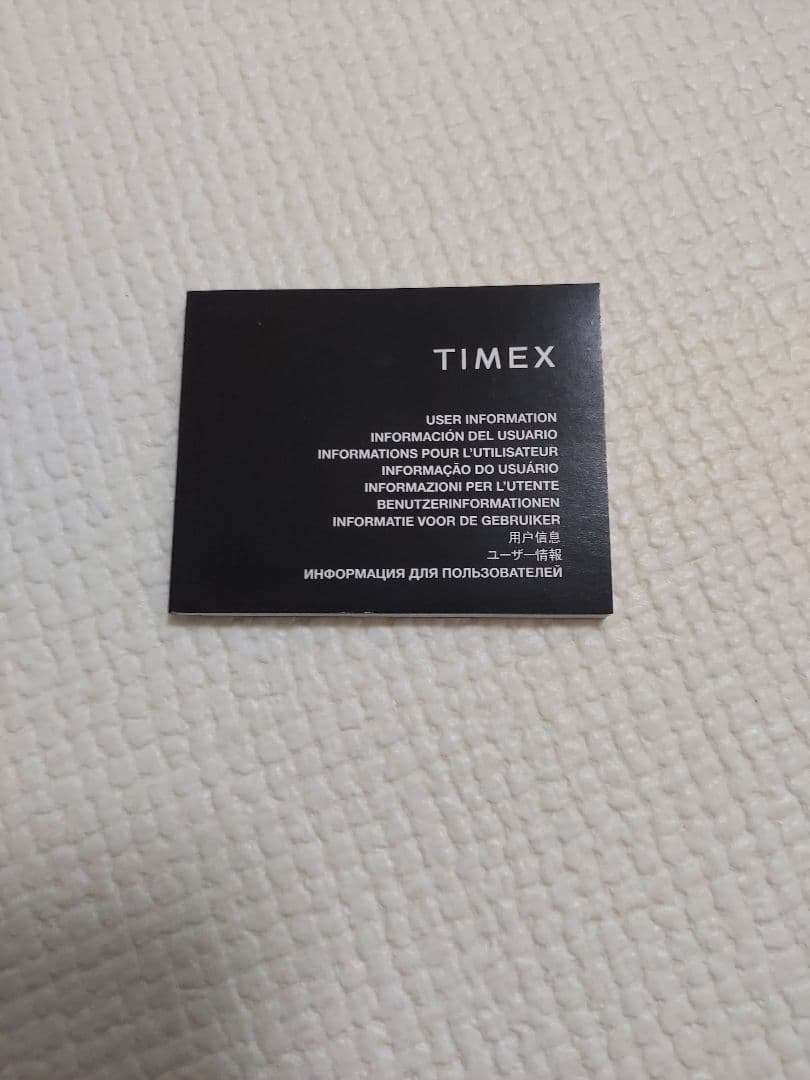 TIMEX
USER INFORMATION
INFORMACIÓN DEL USUARIO
INFORMATIONS POUR L'UTILISATEUR
INFORMAÇÃO DO USUÁRIO
INFORMAZIONI PER L'UTENTE
BENUTZERINFORMATIONEN
INFORMATIE VOOR DE GEBRUIKER
用户信息
ユーザー情報
ИНФОРМАЦИЯ ДЛЯ ПОЛЬЗОВАТЕЛЕЙ